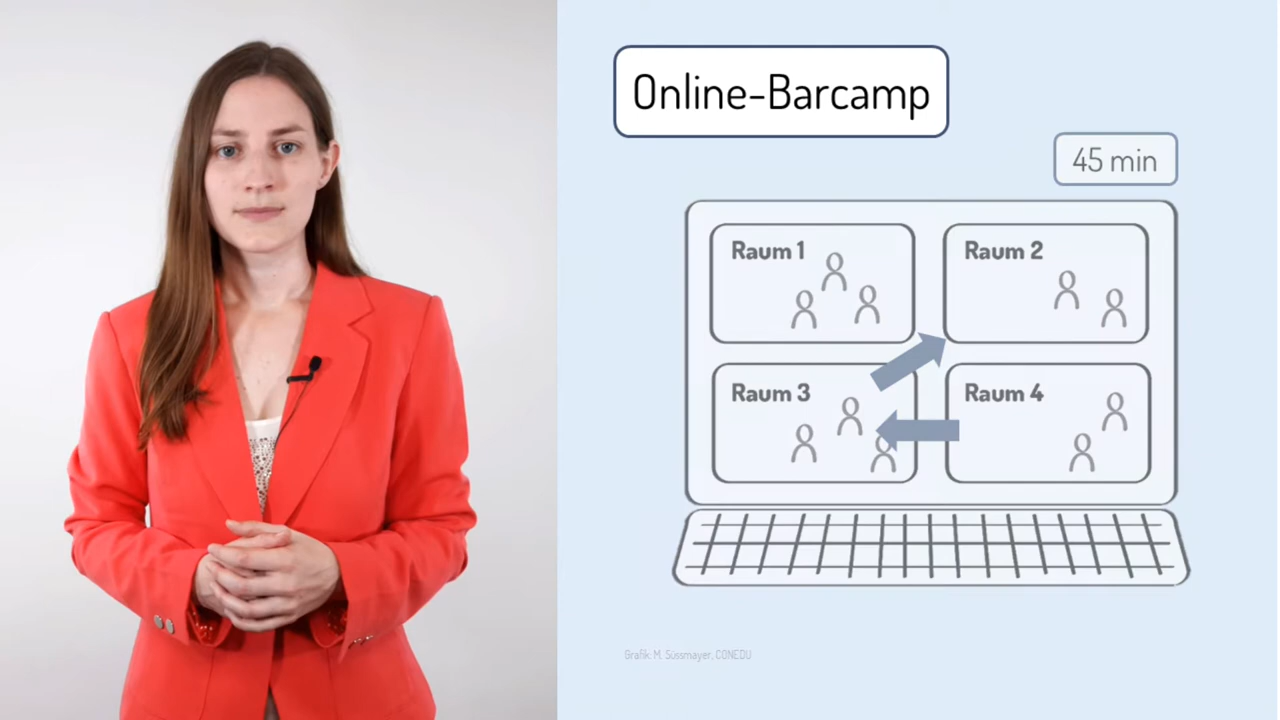 Online-Barcamp
45 min
Raum 1
Raum 2
Raum 3
Raum 4
Grafik: M. Süssmayer, CONEDU